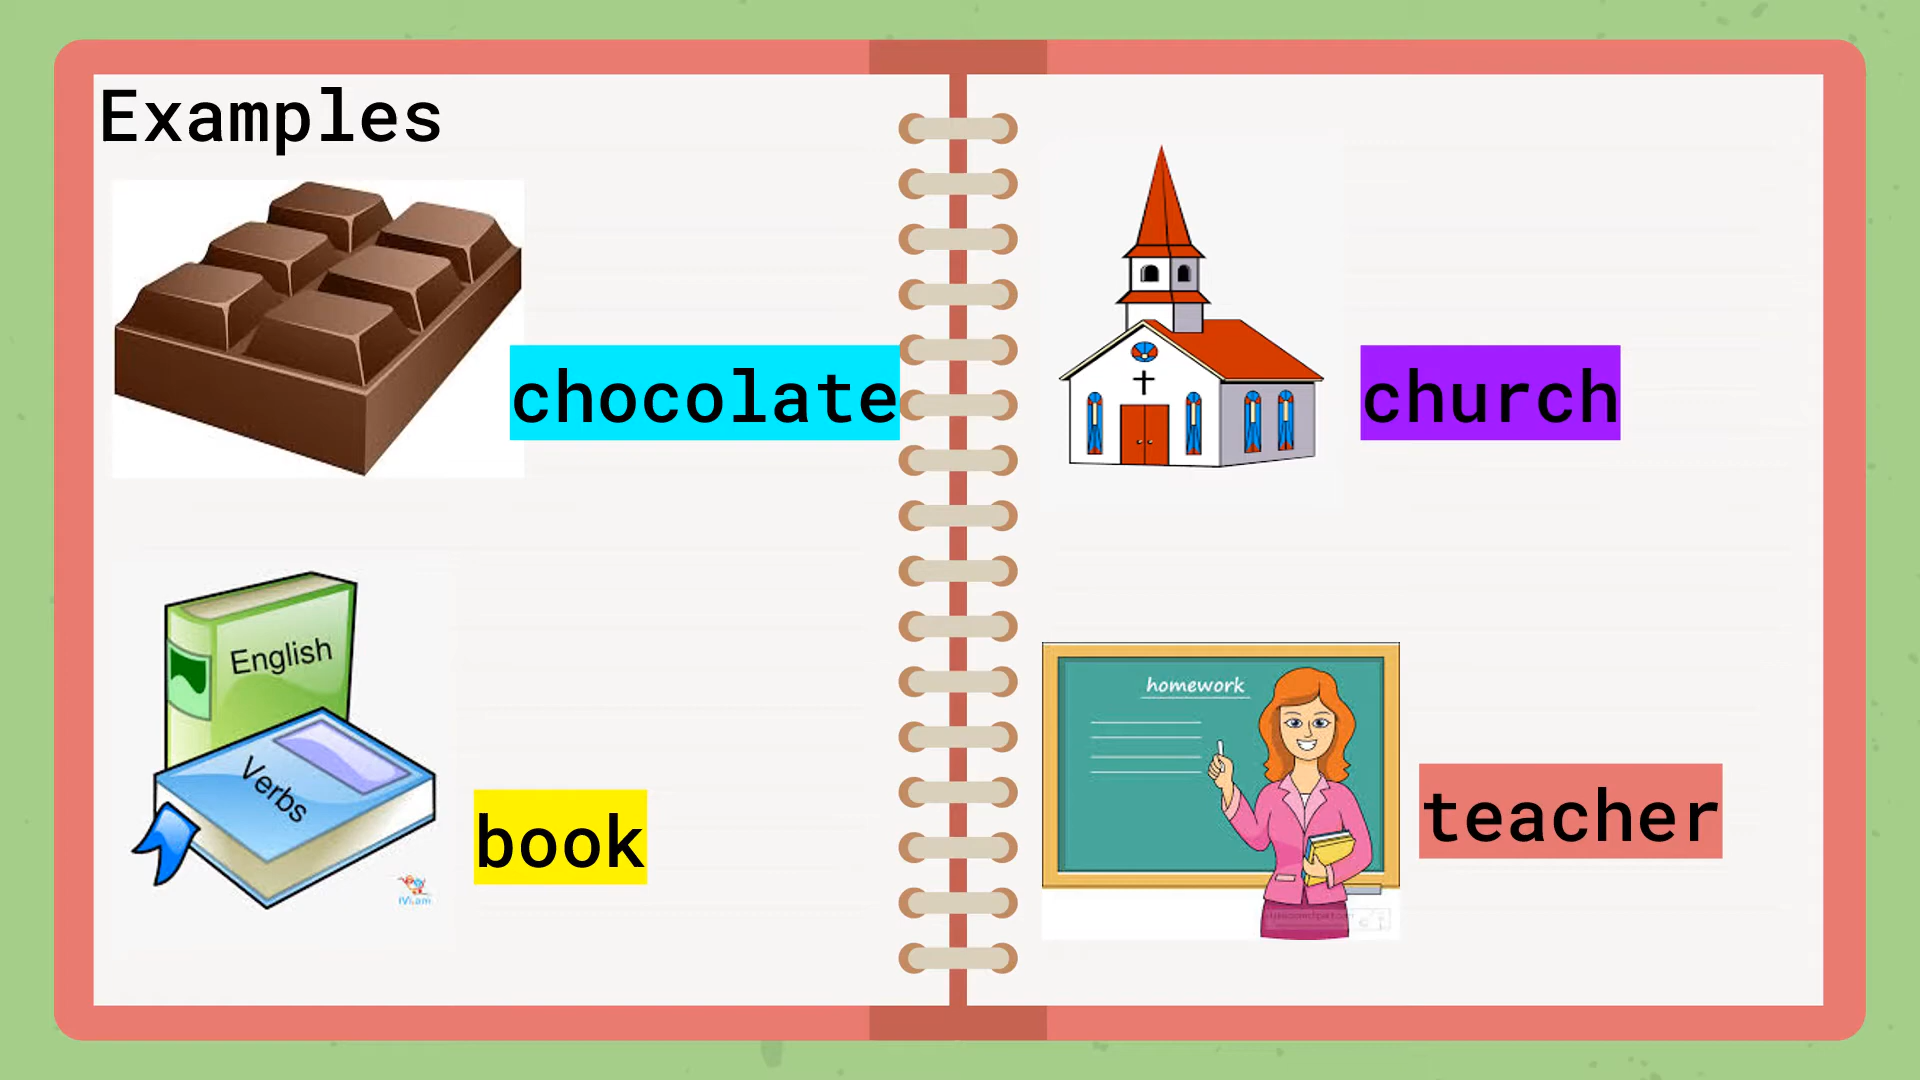 Examples
chocolate
church
English
Verbs
book
homework
teacher